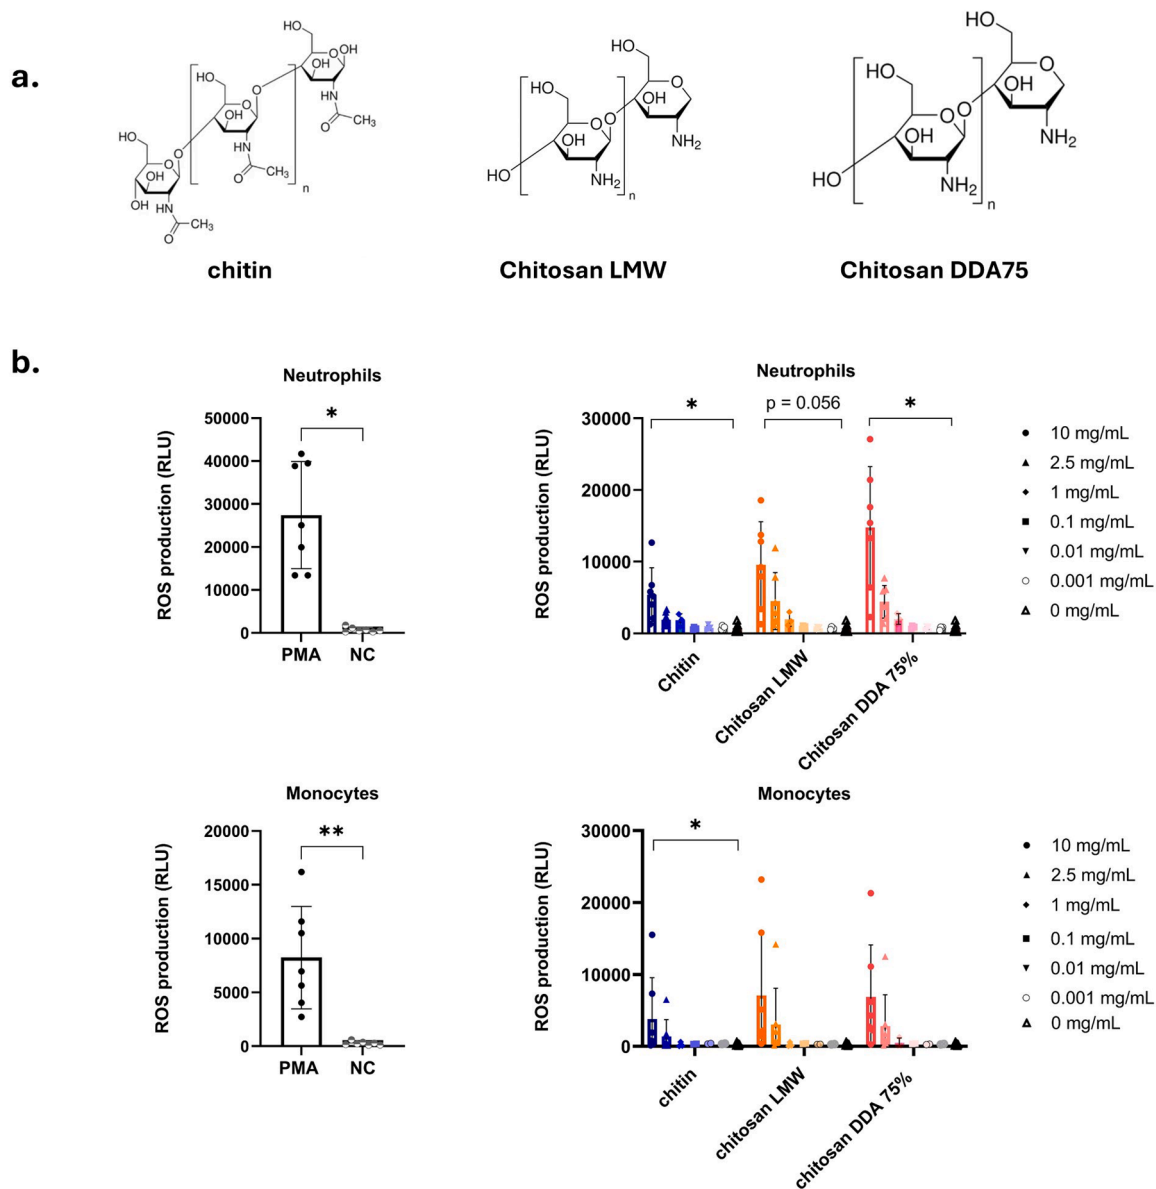 a.
HO
OH
O
OH
NH
O
CH3
HO
O
OH
O
NH
O
CH3
n
HO
O
OH
O
OH
HN
O
CH3
chitin
HO
O
OH
NH2
HO
O
OH
O
NH2
HO
n
Chitosan LMW
HO
O
OH
NH2
HO
O
OH
O
NH2
HO
n
Chitosan DDA75
b.
Neutrophils
ROS production (RLU)
50000
40000
30000
20000
10000
0
*
PMA NC
Neutrophils
ROS production (RLU)
30000
20000
10000
0
* p = 0.056 *
Chitin
Chitosan LMW
Chitosan DDA 75%
10 mg/mL
2.5 mg/mL
1 mg/mL
0.1 mg/mL
0.01 mg/mL
0.001 mg/mL
0 mg/mL
Monocytes
ROS production (RLU)
20000
15000
10000
5000
0
**
PMA NC
Monocytes
ROS production (RLU)
30000
20000
10000
0
*
chitin
chitosan LMW
chitosan DDA 75%
10 mg/mL
2.5 mg/mL
1 mg/mL
0.1 mg/mL
0.01 mg/mL
0.001 mg/mL
0 mg/mL